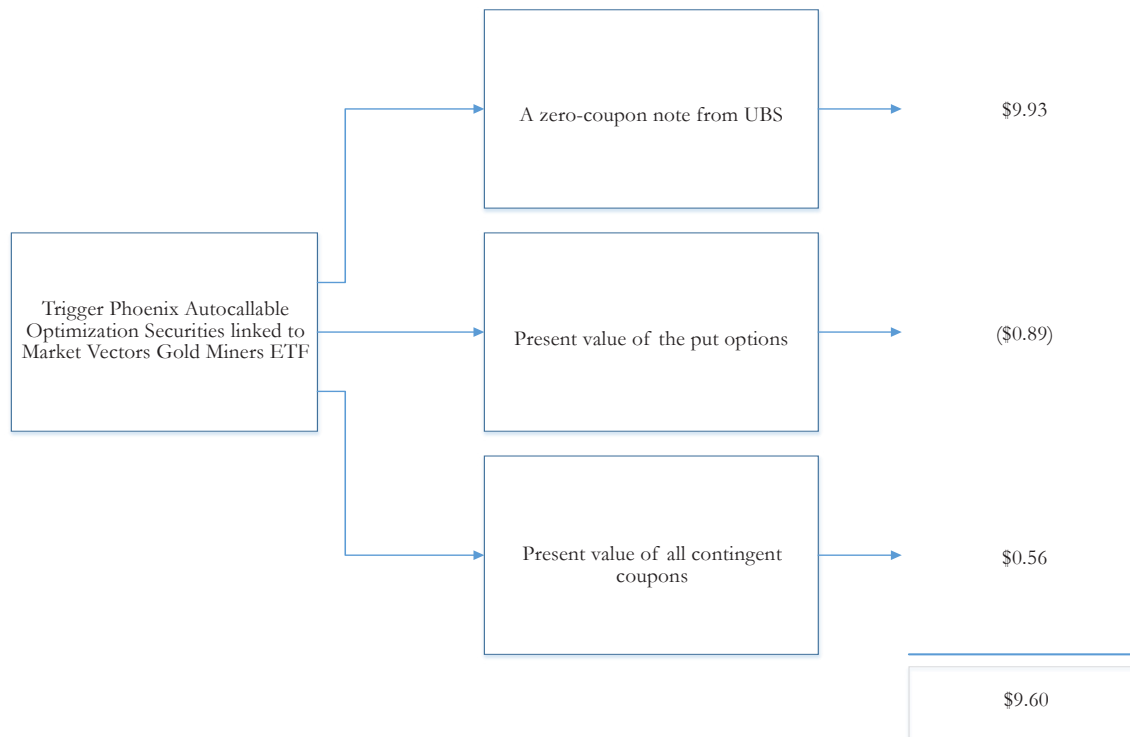 A zero-coupon note from UBS
$9.93
Trigger Phoenix Autocallable
Optimization Securities linked to
Market Vectors Gold Miners ETF
Present value of the put options
($0.89)
Present value of all contingent
coupons
$0.56
$9.60